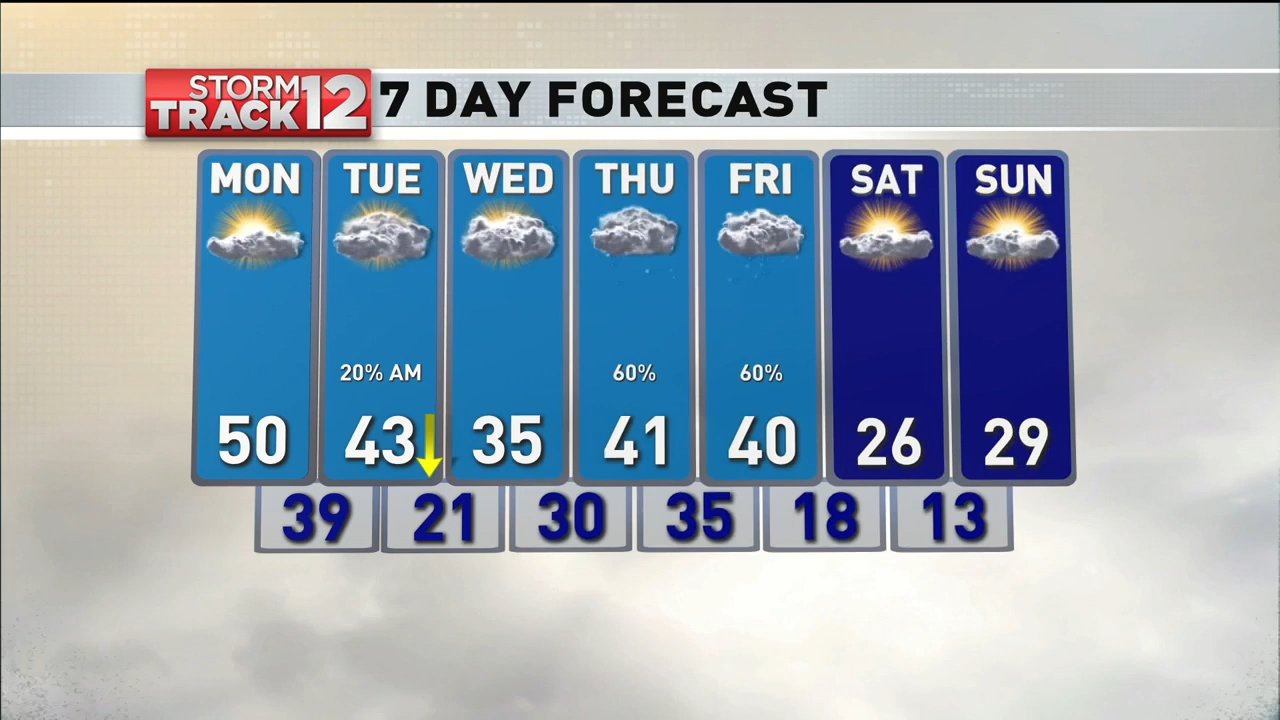 STORM
TRACK 12
7 DAY FORECAST
MON TUE WED THU FRI SAT SUN
20% AM 60% 60%
50 43 35 41 40 26 29
39 21 30 35 18 13